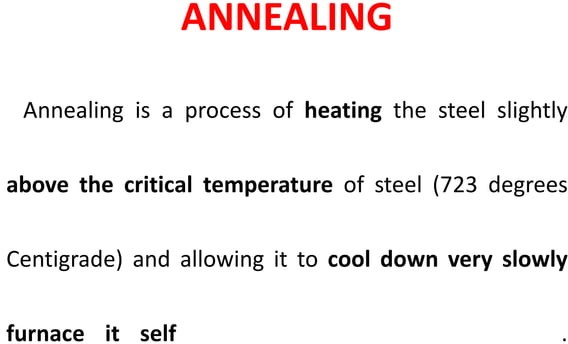 ANNEALING
Annealing is a process of heating the steel slightly
above the critical temperature of steel (723 degrees
Centigrade) and allowing it to cool down very slowly
furnace it self .